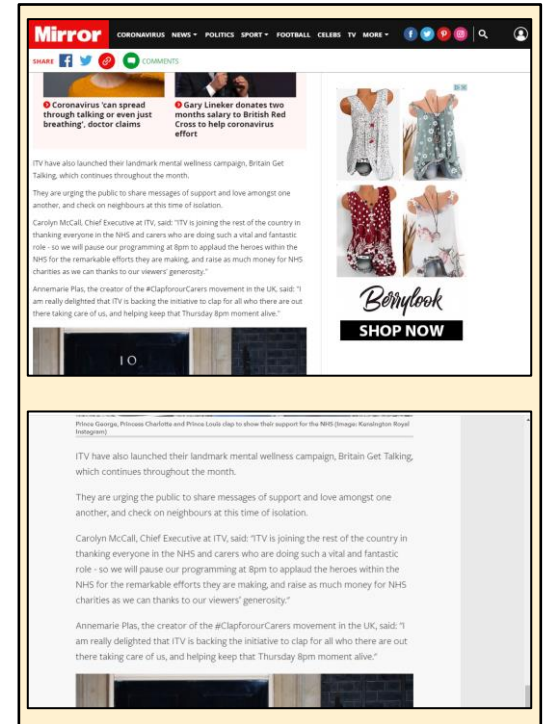 Mirror
CORONAVIRUS NEWS POLITICS SPORT FOOTBALL CELEBS TV MORE
SHARE
COMMENTS
Coronavirus 'can spread
through talking or even just
breathing', doctor claims
Gary Lineker donates two
months salary to British Red
Cross to help coronavirus
effort
ITV have also launched their landmark mental wellness campaign, Britain Get
Talking, which continues throughout the month.
They are urging the public to share messages of support and love amongst one
another, and check on neighbours at this time of isolation.
Carolyn McCall, Chief Executive at ITV, said: "ITV is joining the rest of the country in
thanking everyone in the NHS and carers who are doing such a vital and fantastic
role - so we will pause our programming at 8pm to applaud the heroes within the
NHS for the remarkable efforts they are making, and raise as much money for NHS
charities as we can thanks to our viewers' generosity."
Annemarie Plas, the creator of the #ClapforourCarers movement in the UK, said: "I
am really delighted that ITV is backing the initiative to clap for all who there are out
there taking care of us, and helping keep that Thursday 8pm moment alive."
10
Berrylook
SHOP NOW
Prince George, Princess Charlotte and Prince Louis clap to show their support for the NHS (Image: Kensington Royal
Instagram)
ITV have also launched their landmark mental wellness campaign, Britain Get Talking,
which continues throughout the month.
They are urging the public to share messages of support and love amongst one
another, and check on neighbours at this time of isolation.
Carolyn McCall, Chief Executive at ITV, said: "ITV is joining the rest of the country in
thanking everyone in the NHS and carers who are doing such a vital and fantastic
role - so we will pause our programming at 8pm to applaud the heroes within the
NHS for the remarkable efforts they are making, and raise as much money for NHS
charities as we can thanks to our viewers' generosity."
Annemarie Plas, the creator of the #ClapforourCarers movement in the UK, said: "I
am really delighted that ITV is backing the initiative to clap for all who there are out
there taking care of us, and helping keep that Thursday 8pm moment alive."